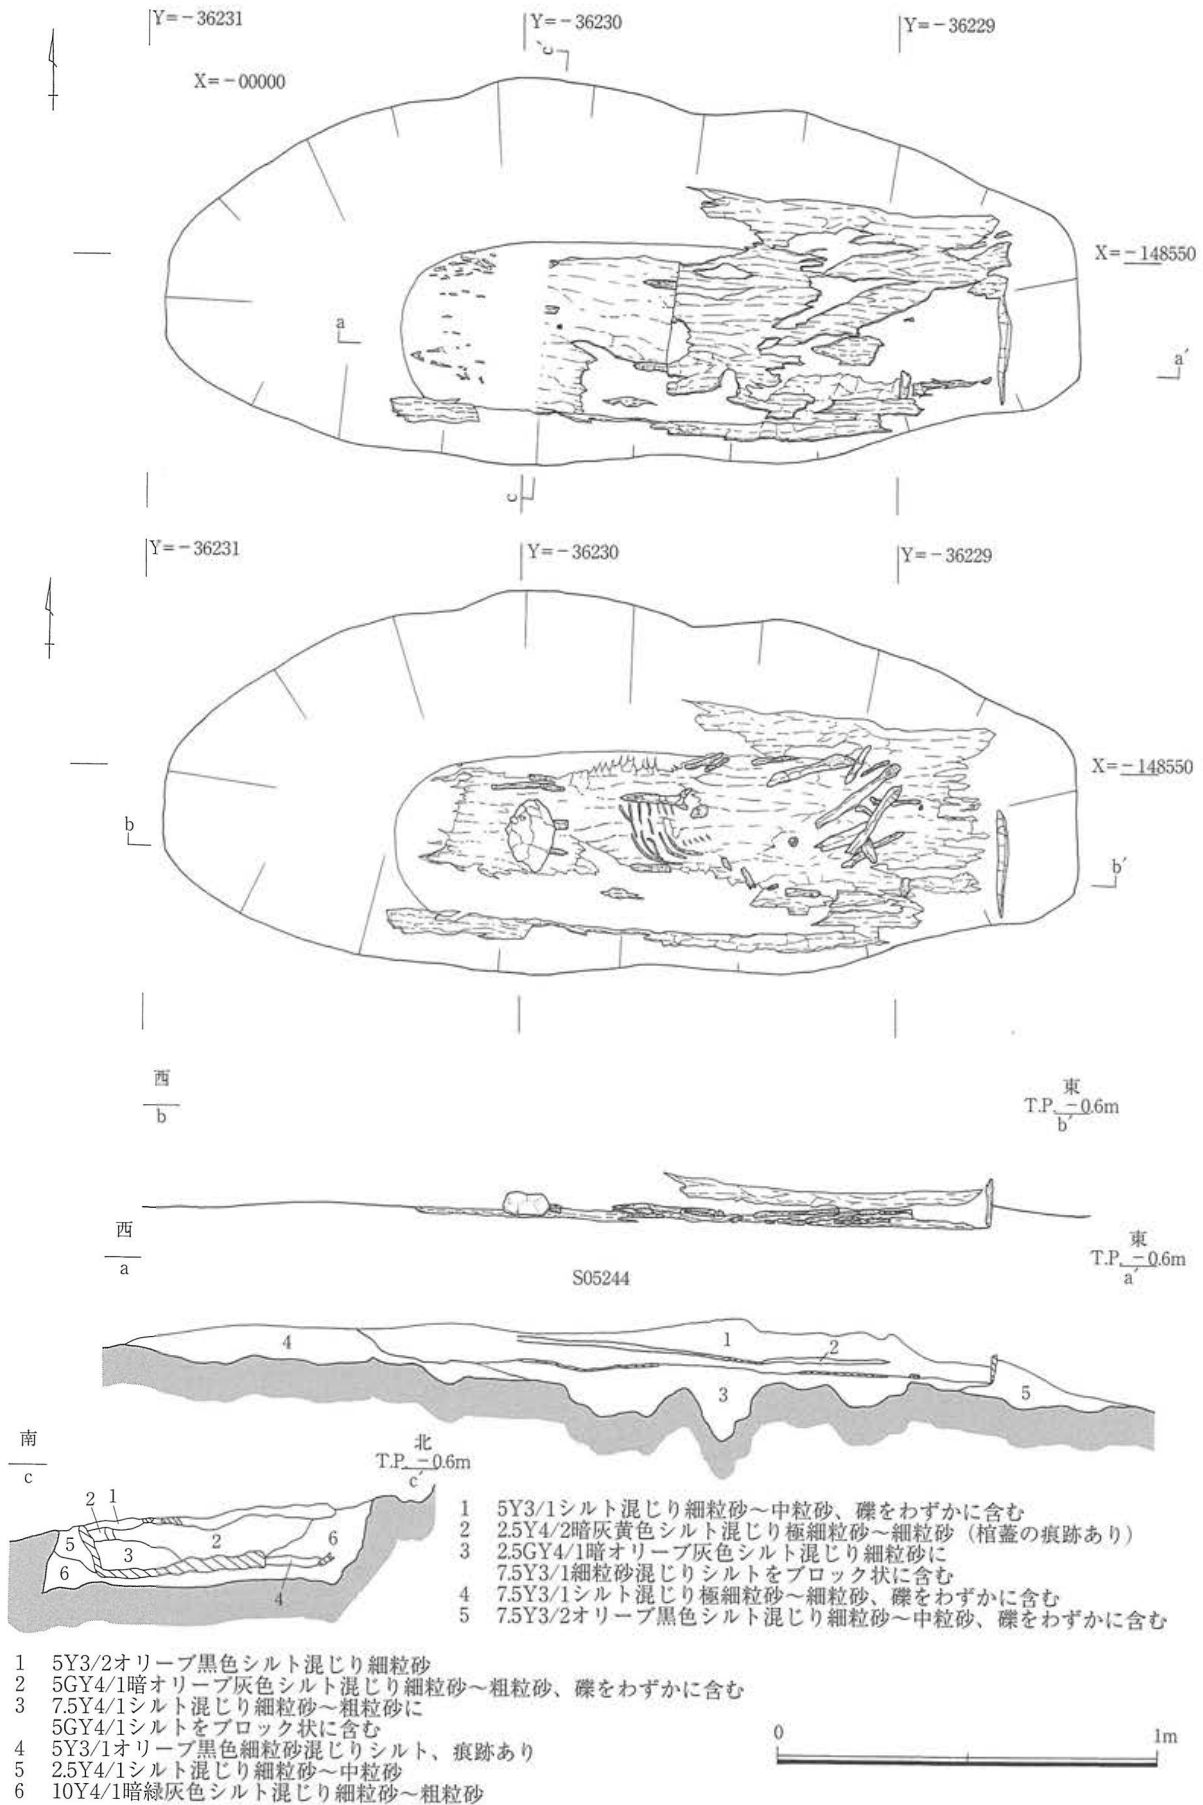 Y=-36231
Y=-36230
Y=-36229
c′
X=-00000
X=-148550
a
a′
c
Y=-36231
Y=-36230
Y=-36229
X=-148550
b
b′
西
b
東
T.P. -0.6m
b′
西
a
東
T.P. -0.6m
a′
S05244
4
1
2
3
5
南
c
北
T.P. -0.6m
c′
2 1
5
3
2
6
6
4
1 5Y3/1シルト混じり細粒砂～中粒砂、礫をわずかに含む
2 2.5Y4/2暗灰黄色シルト混じり極細粒砂～細粒砂（棺蓋の痕跡あり）
3 2.5GY4/1暗オリーブ灰色シルト混じり細粒砂に
7.5Y3/1細粒砂混じりシルトをブロック状に含む
4 7.5Y3/1シルト混じり極細粒砂～細粒砂、礫をわずかに含む
5 7.5Y3/2オリーブ黒色シルト混じり細粒砂～中粒砂、礫をわずかに含む
1 5Y3/2オリーブ黒色シルト混じり細粒砂
2 5GY4/1暗オリーブ灰色シルト混じり細粒砂～粗粒砂、礫をわずかに含む
3 7.5Y4/1シルト混じり細粒砂～粗粒砂に
5GY4/1シルトをブロック状に含む
4 5Y3/1オリーブ黒色細粒砂混じりシルト、痕跡あり
5 2.5Y4/1シルト混じり細粒砂～中粒砂
6 10Y4/1暗緑灰色シルト混じり細粒砂～粗粒砂
0
1m